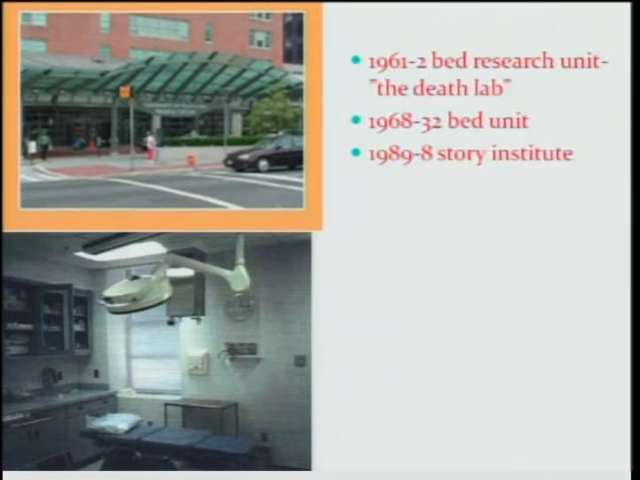 1961-2 bed research unit-
"the death lab"
1968-32 bed unit
1989-8 story institute